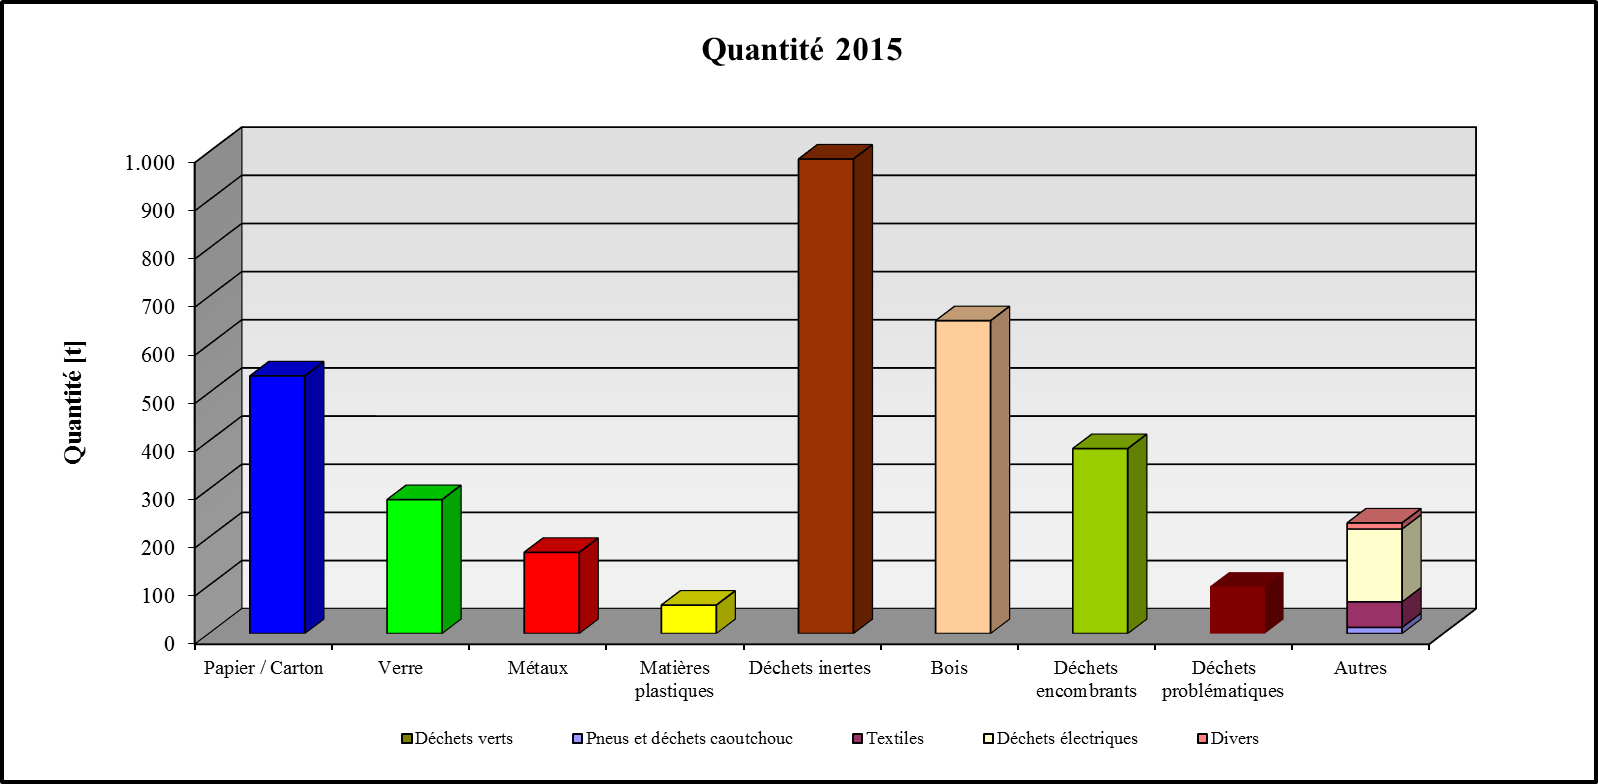 Quantité 2015
Quantité [t]
1.000
900
800
700
600
500
400
300
200
100
0
Papier / Carton
Verre
Métaux
Matières
plastiques
Déchets inertes
Bois
Déchets
encombrants
Déchets
problématiques
Autres
Déchets verts
Pneus et déchets caoutchouc
Textiles
Déchets électriques
Divers